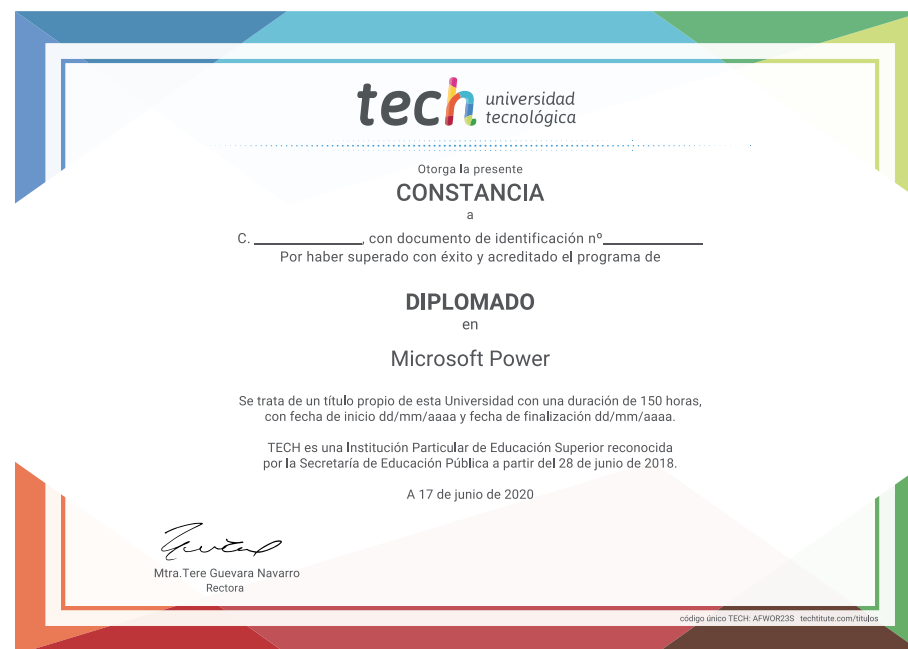 tech universidad
tecnológica
Otorga la presente
CONSTANCIA
a
C. ____________, con documento de identificación nº___________
Por haber superado con éxito y acreditado el programa de
DIPLOMADO
en
Microsoft Power
Se trata de un título propio de esta Universidad con una duración de 150 horas,
con fecha de inicio dd/mm/aaaa y fecha de finalización dd/mm/aaaa.
TECH es una Institución Particular de Educación Superior reconocida
por la Secretaría de Educación Pública a partir del 28 de junio de 2018.
A 17 de junio de 2020
Mtra.Tere Guevara Navarro
Rectora
código único TECH: AFWOR23S techtitute.com/titulos